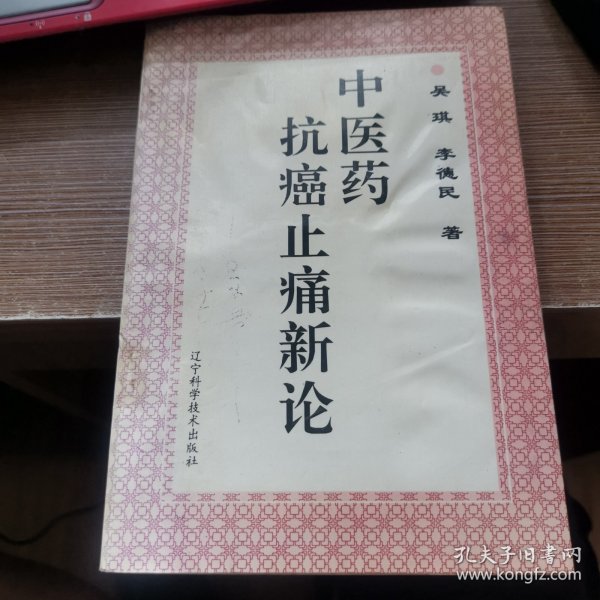 吴琪 李德民 著
中医药
抗癌止痛新论
辽宁科学技术出版社
孔夫子旧书网
www.kongfz.com